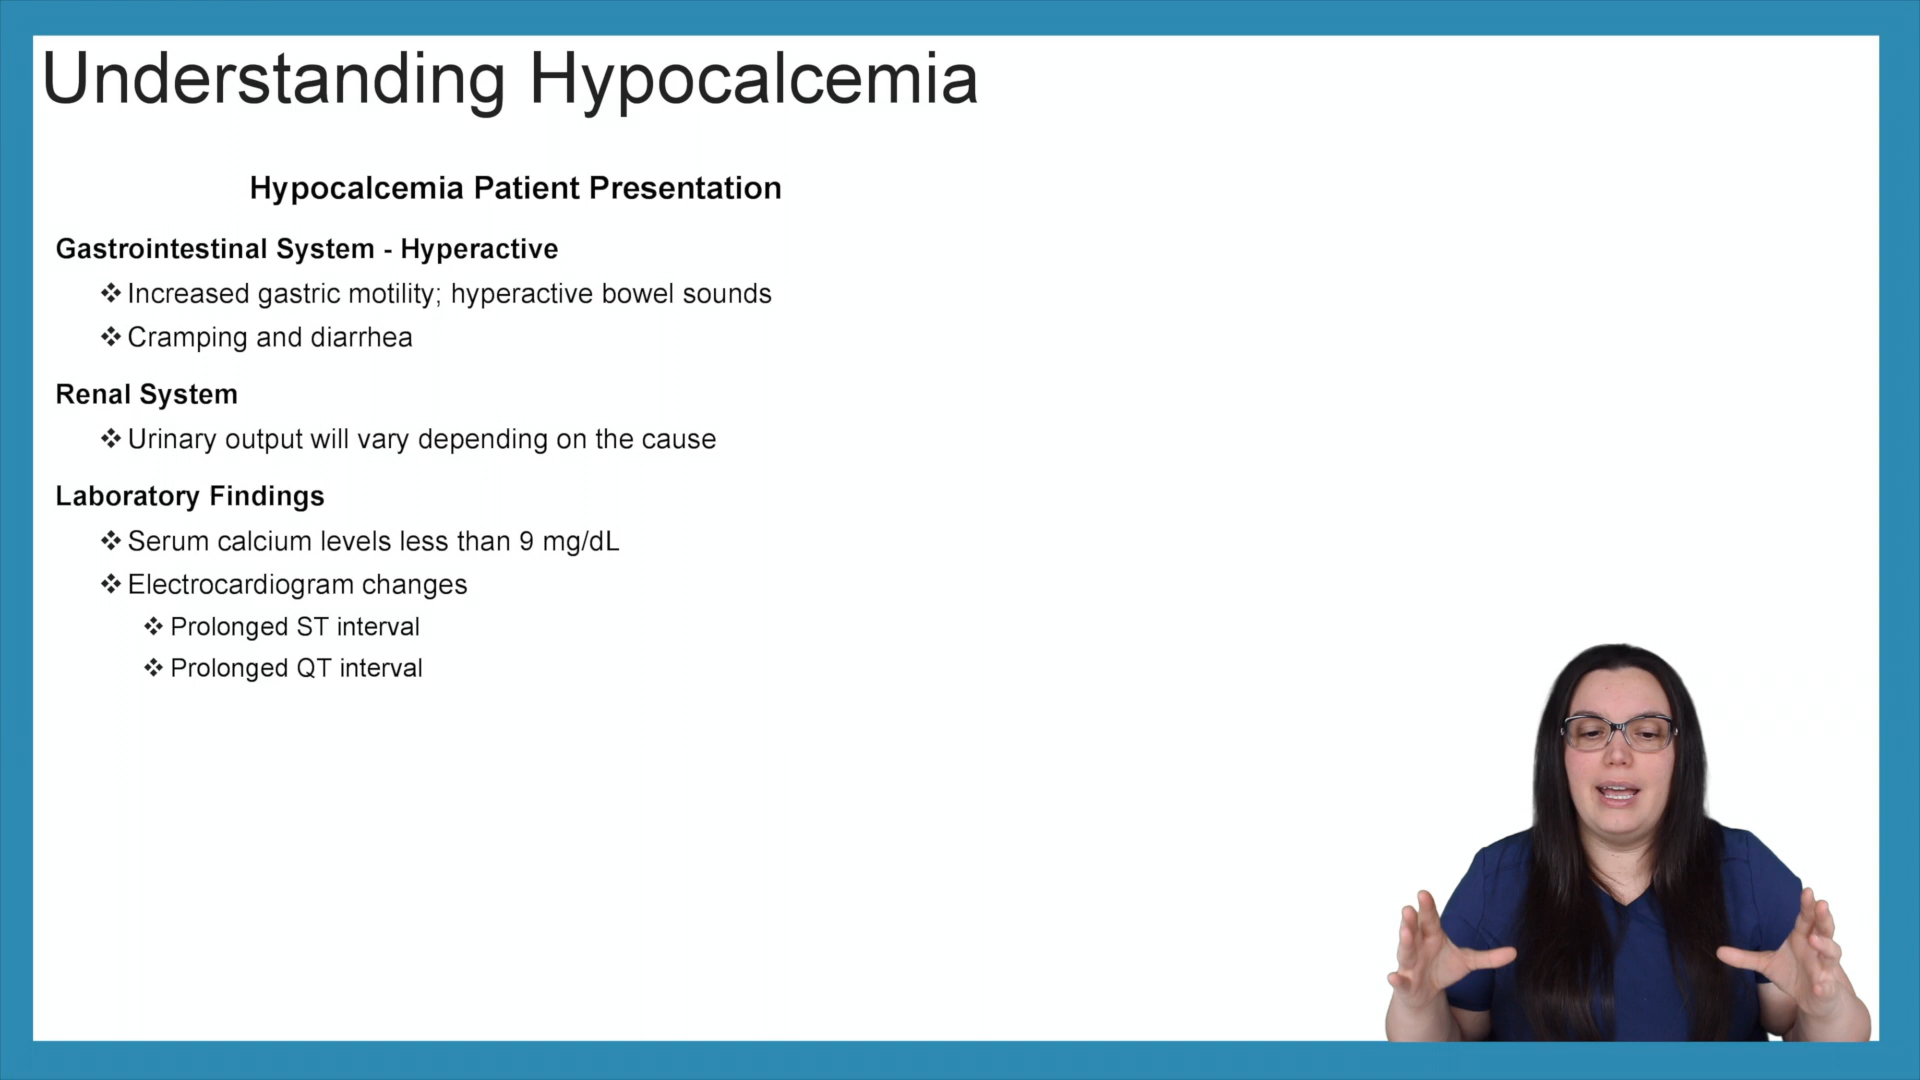 Understanding Hypocalcemia
Hypocalcemia Patient Presentation
Gastrointestinal System - Hyperactive
❖ Increased gastric motility; hyperactive bowel sounds
❖ Cramping and diarrhea
Renal System
❖ Urinary output will vary depending on the cause
Laboratory Findings
❖ Serum calcium levels less than 9 mg/dL
❖ Electrocardiogram changes
❖ Prolonged ST interval
❖ Prolonged QT interval